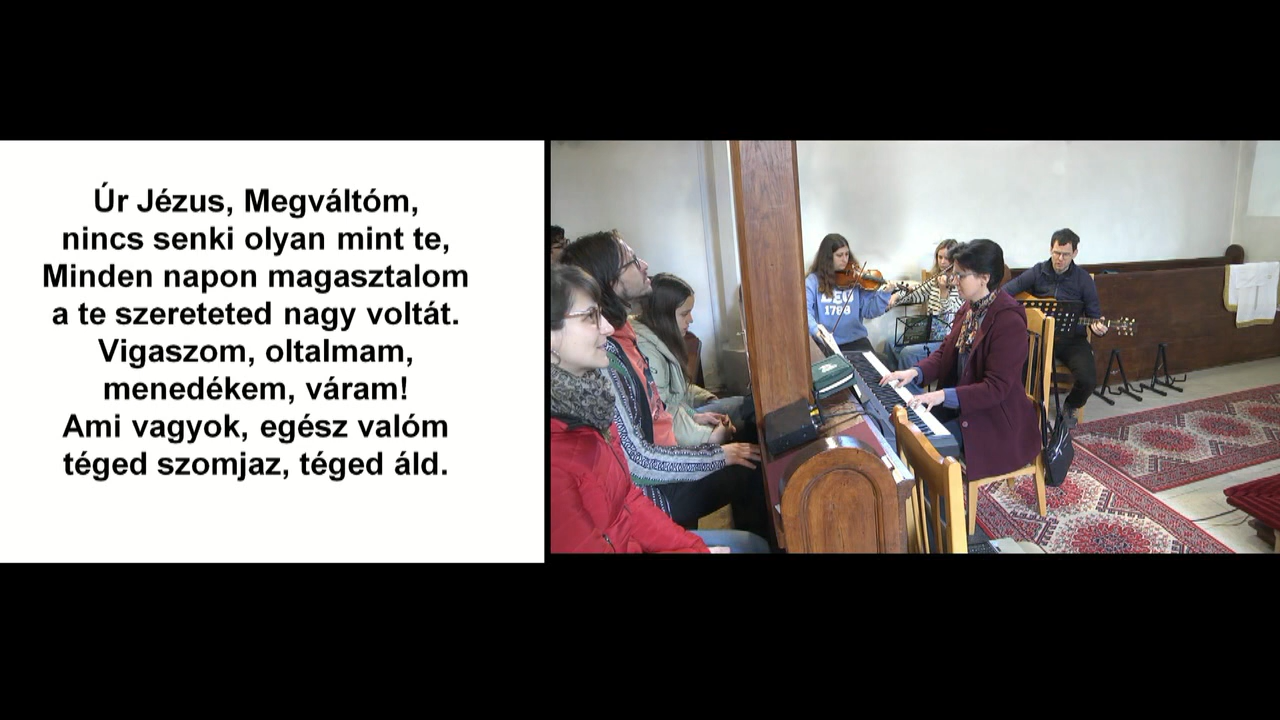 Úr Jézus, Megváltóm,
nincs senki olyan mint te,
Minden napon magasztalom
a te szereteted nagy voltát.
Vigaszom, oltalmam,
menedékem, váram!
Ami vagyok, egész valóm
téged szomjaz, téged áld.
1798